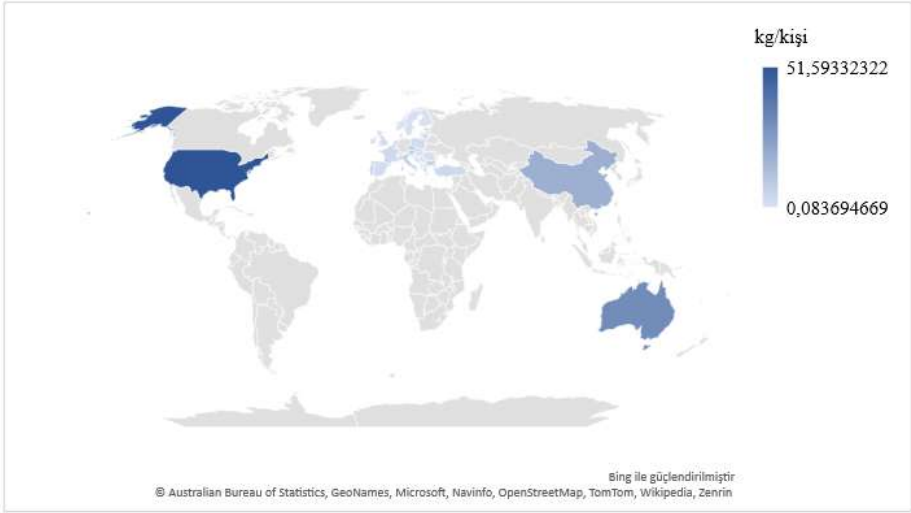 kg/kişi
51,59332322
0,083694669
Bing ile güçlendirilmiştir
© Australian Bureau of Statistics, GeoNames, Microsoft, Navinfo, OpenStreetMap, TomTom, Wikipedia, Zenrin